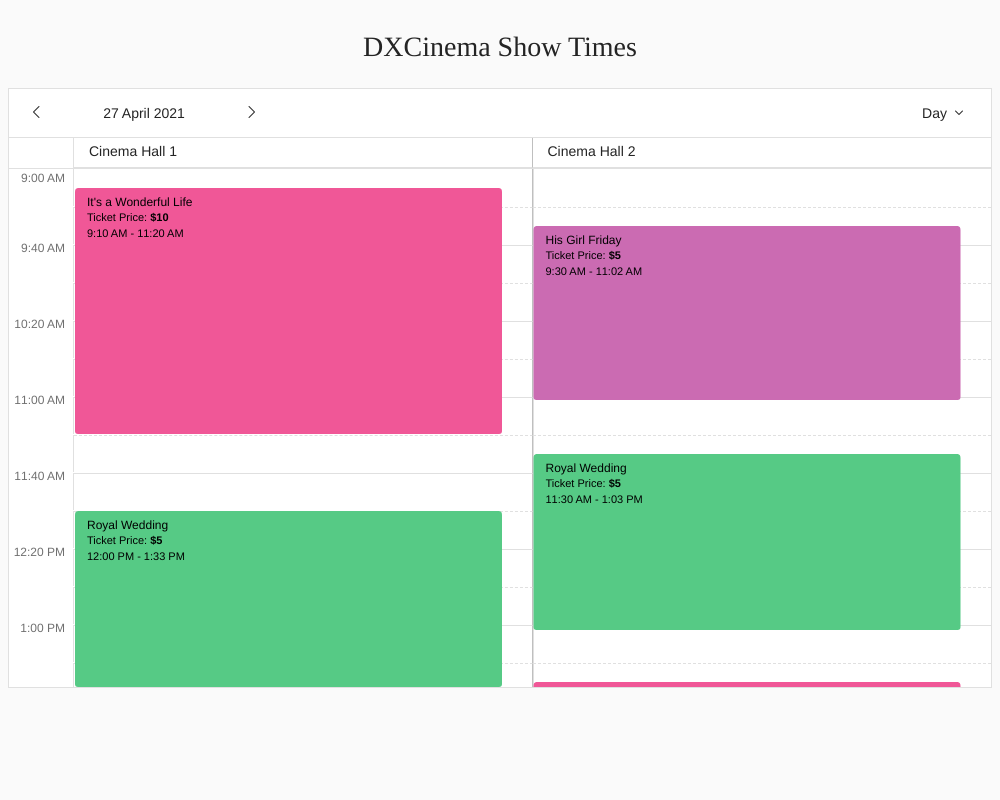 DXCinema Show Times
27 April 2021
Day
Cinema Hall 1
Cinema Hall 2
9:00 AM
9:40 AM
10:20 AM
11:00 AM
11:40 AM
12:20 PM
1:00 PM
It's a Wonderful Life
Ticket Price: $10
9:10 AM - 11:20 AM
Royal Wedding
Ticket Price: $5
12:00 PM - 1:33 PM
His Girl Friday
Ticket Price: $5
9:30 AM - 11:02 AM
Royal Wedding
Ticket Price: $5
11:30 AM - 1:03 PM